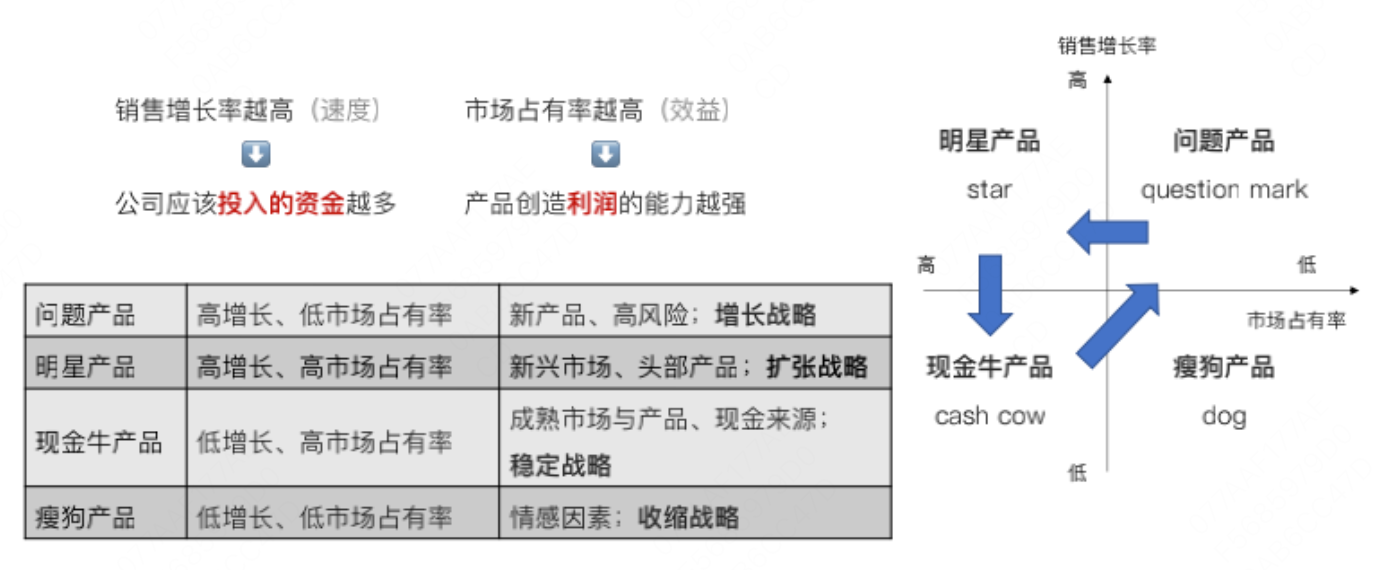 销售增长率越高（速度）
公司应该投入的资金越多
市场占有率越高（效益）
产品创造利润的能力越强
问题产品 高增长、低市场占有率 新产品、高风险；增长战略
明星产品 高增长、高市场占有率 新兴市场、头部产品；扩张战略
现金牛产品 低增长、高市场占有率 成熟市场与产品、现金来源；
稳定战略
瘦狗产品 低增长、低市场占有率 情感因素；收缩战略
销售增长率
高
明星产品
star
问题产品
question mark
高
低
市场占有率
现金牛产品
cash cow
瘦狗产品
dog
低